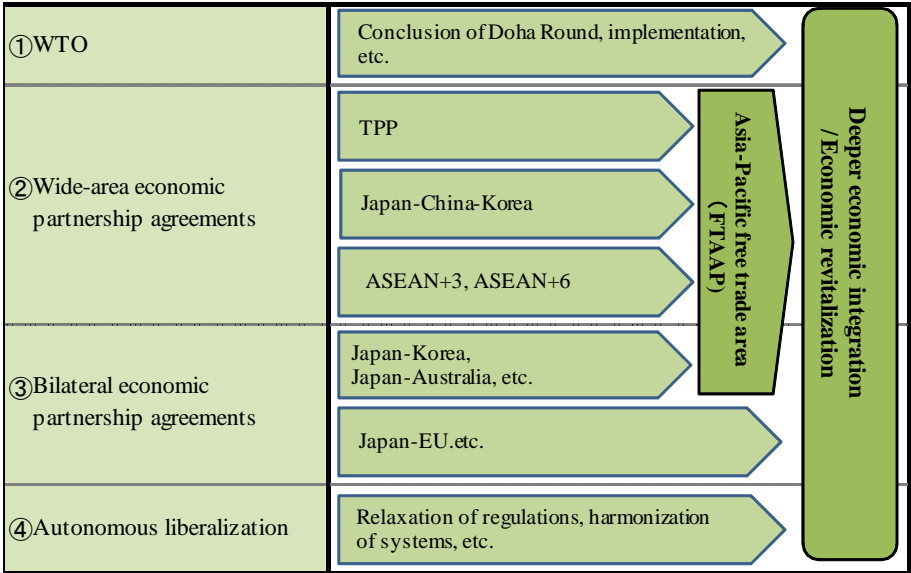 ①WTO
Conclusion of Doha Round, implementation,
etc.
②Wide-area economic
partnership agreements
TPP
Japan-China-Korea
ASEAN+3, ASEAN+6
③Bilateral economic
partnership agreements
Japan-Korea,
Japan-Australia, etc.
Japan-EU.etc.
④Autonomous liberalization
Relaxation of regulations, harmonization
of systems, etc.
Asia-Pacific free trade area
(FTAAP)
Deeper economic integration
/Economic revitalization